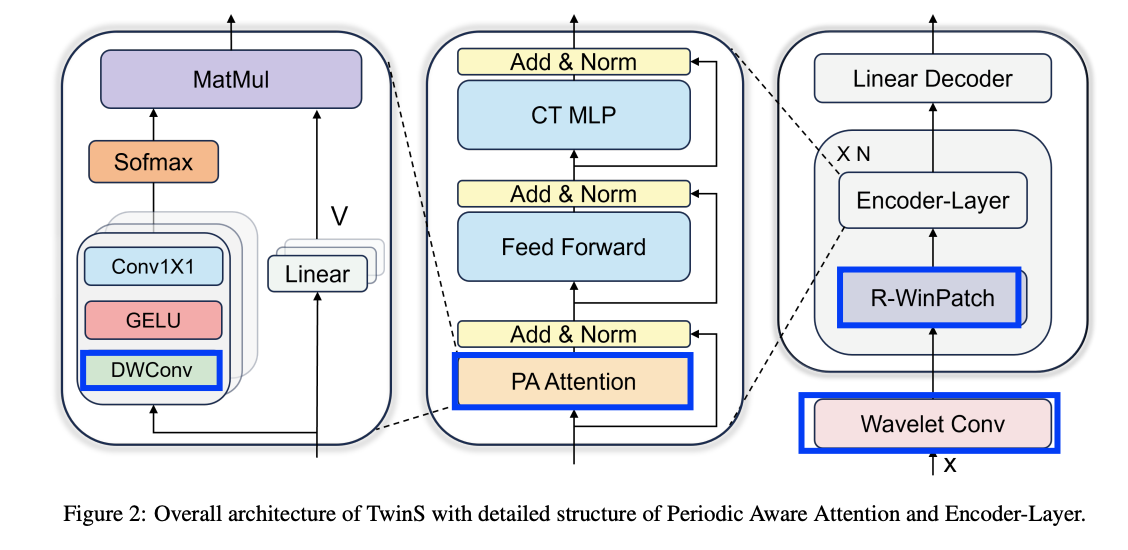 MatMul
Sofmax
V
Conv1X1
Linear
GELU
DWConv
Add & Norm
CT MLP
Add & Norm
Feed Forward
Add & Norm
PA Attention
Linear Decoder
X N
Encoder-Layer
R-WinPatch
Wavelet Conv
x
Figure 2: Overall architecture of TwinS with detailed structure of Periodic Aware Attention and Encoder-Layer.